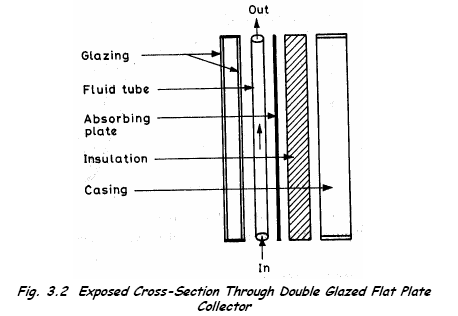 Out
Glazing
Fluid tube
Absorbing
plate
Insulation
Casing
In
Fig. 3.2 Exposed Cross-Section Through Double Glazed Flat Plate
Collector